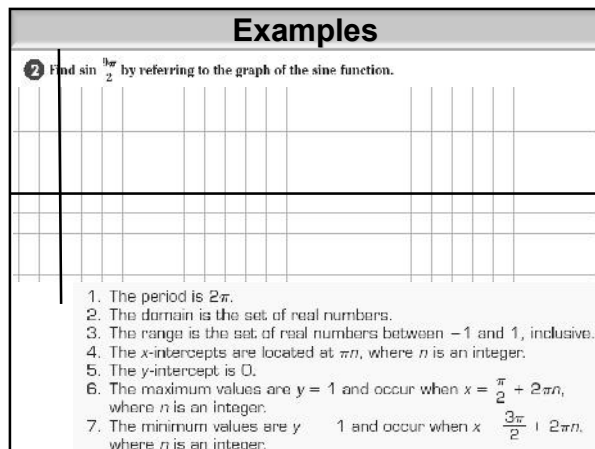 Examples
2 Find sin 9π/2 by referring to the graph of the sine function.
1. The period is 2π.
2. The domain is the set of real numbers.
3. The range is the set of real numbers between −1 and 1, inclusive.
4. The x-intercepts are located at πn, where n is an integer.
5. The y-intercept is 0.
6. The maximum values are y = 1 and occur when x = π/2 + 2πn,
where n is an integer.
7. The minimum values are y 1 and occur when x 3π/2 + 2πn,
where n is an integer.